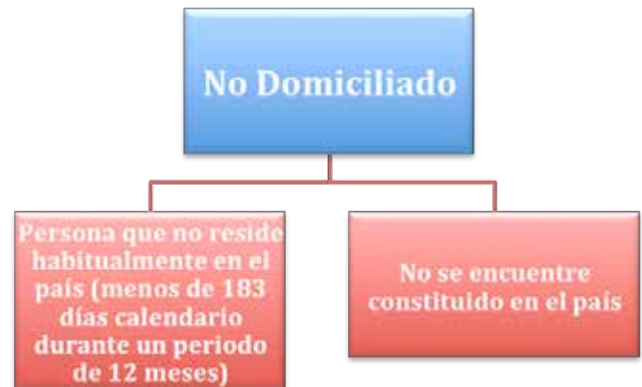 No Domiciliado
Persona que no reside
habitualmente en el
país (menos de 183
días calendario
durante un periodo
de 12 meses)
No se encuentre
constituido en el país